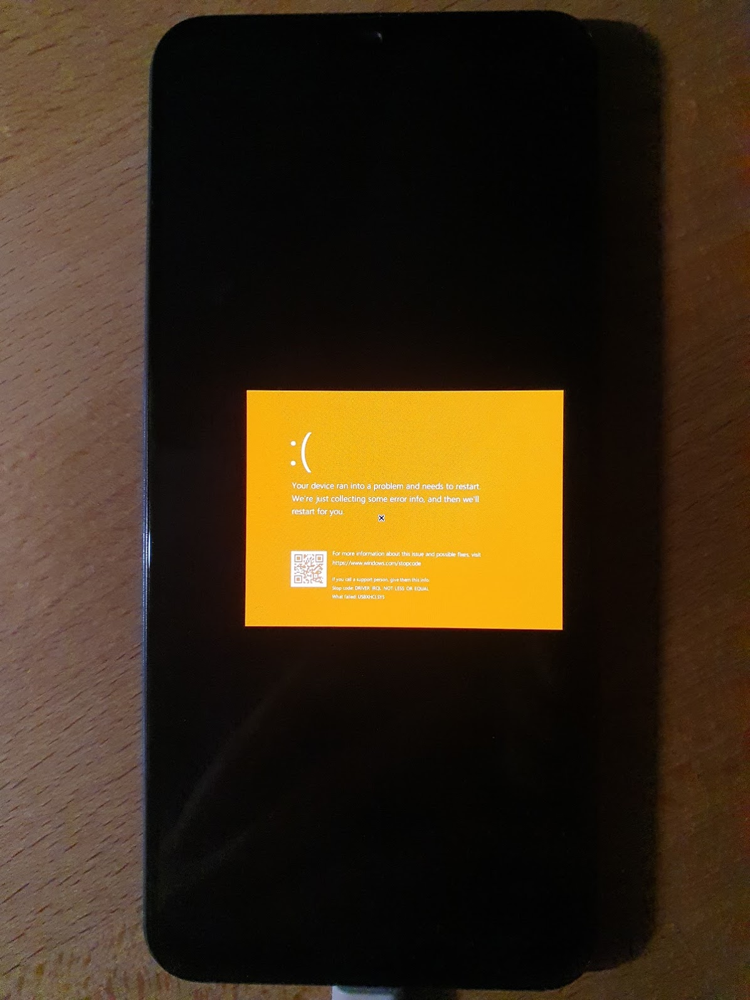 :(
Your device ran into a problem and needs to restart.
We're just collecting some error info, and then we'll
restart for you.
For more information about this issue and possible fixes, visit
https://www.windows.com/stopcode
If you call a support person, give them this info:
Stop code: DRIVER IRQL NOT LESS OR EQUAL
What failed: USBXHCI.SYS